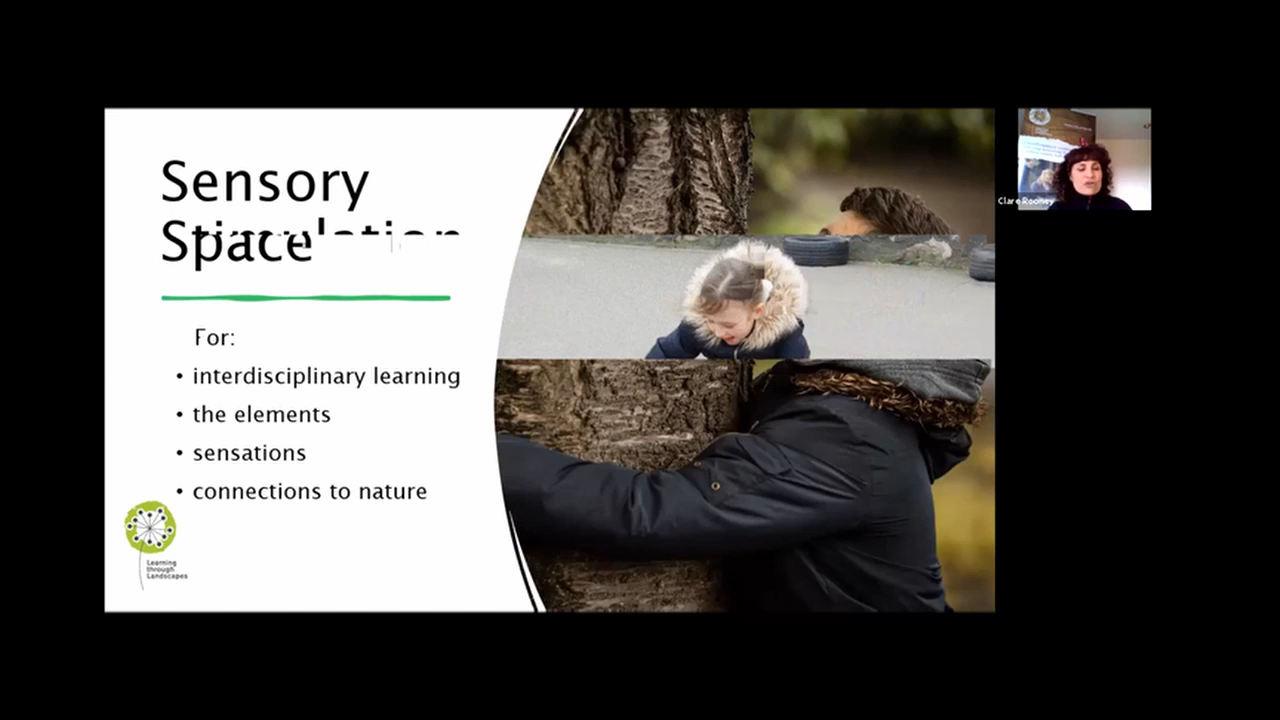 Sensory
Space
For:
• interdisciplinary learning
• the elements
• sensations
• connections to nature
Learning
through
Landscapes
Clare Rooney